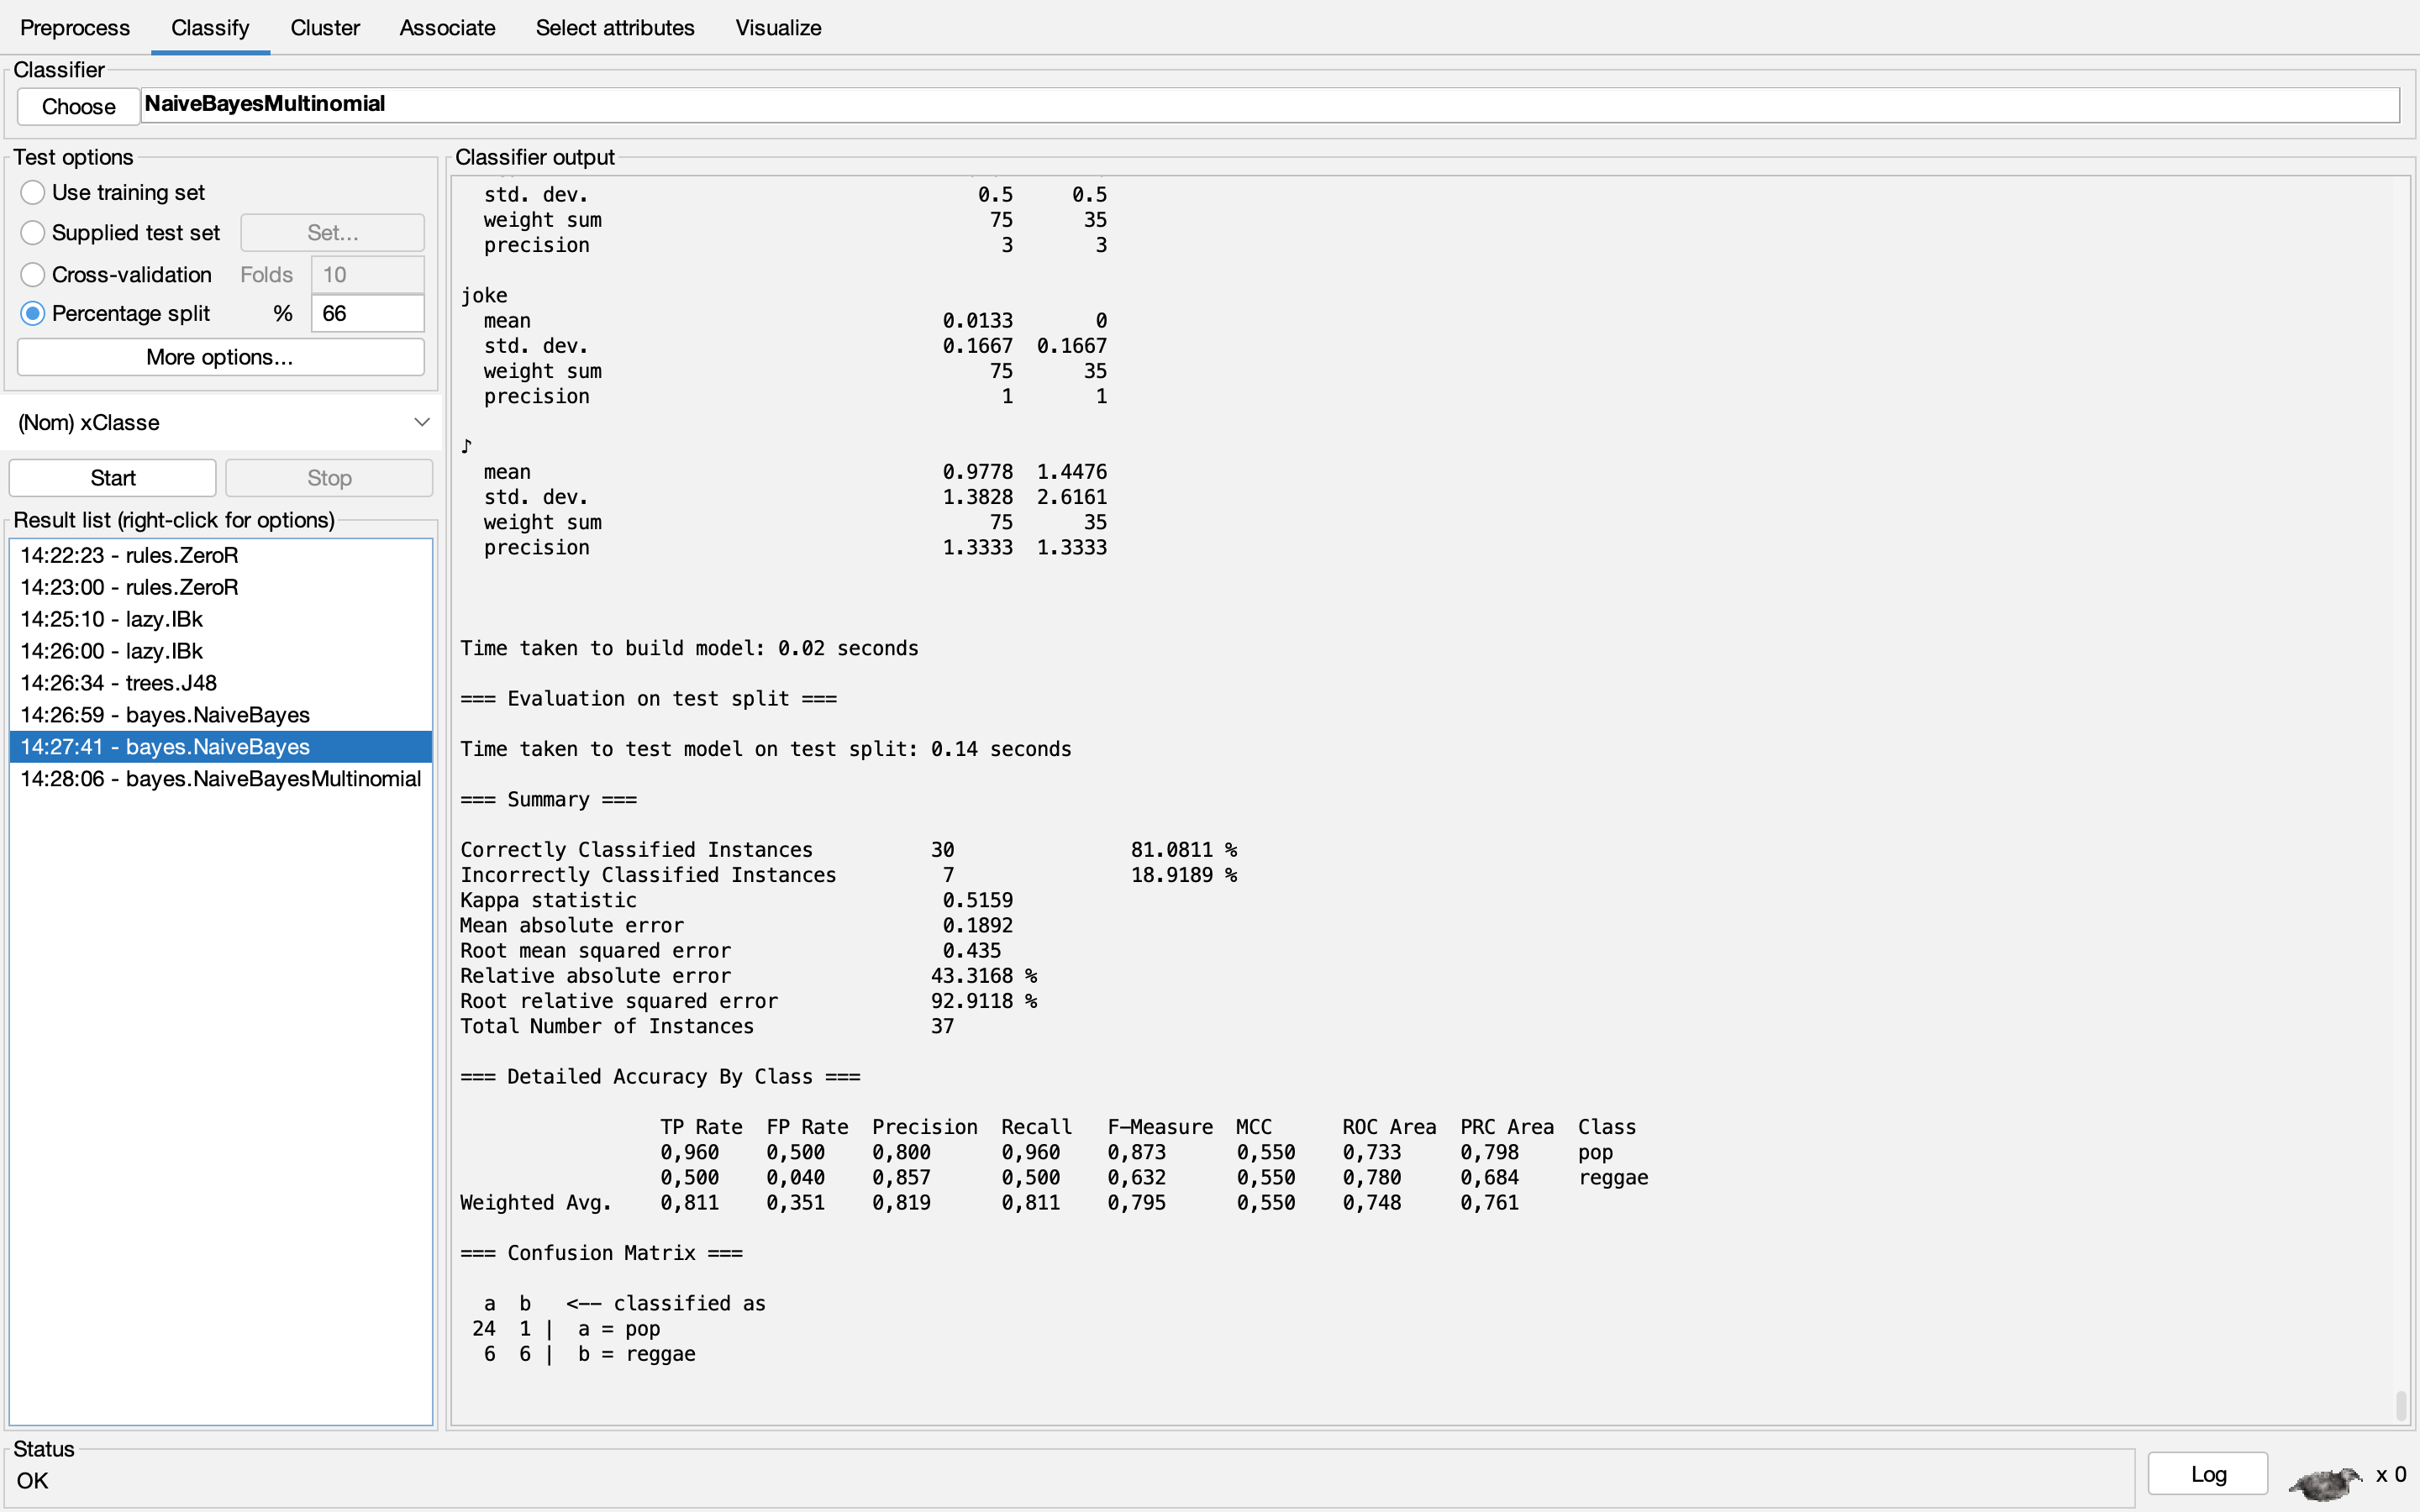 Preprocess Classify Cluster Associate Select attributes Visualize
Classifier
Choose NaiveBayesMultinomial
Test options
Use training set
Supplied test set Set...
Cross-validation Folds 10
Percentage split % 66
More options...
(Nom) xClasse
Start Stop
Result list (right-click for options)
14:22:23 - rules.ZeroR
14:23:00 - rules.ZeroR
14:25:10 - lazy.IBk
14:26:00 - lazy.IBk
14:26:34 - trees.J48
14:26:59 - bayes.NaiveBayes
14:27:41 - bayes.NaiveBayes
14:28:06 - bayes.NaiveBayesMultinomial
Classifier output
std. dev. 0.5 0.5
weight sum 75 35
precision 3 3
joke
mean 0.0133 0
std. dev. 0.1667 0.1667
weight sum 75 35
precision 1 1
♪
mean 0.9778 1.4476
std. dev. 1.3828 2.6161
weight sum 75 35
precision 1.3333 1.3333
Time taken to build model: 0.02 seconds
=== Evaluation on test split ===
Time taken to test model on test split: 0.14 seconds
=== Summary ===
Correctly Classified Instances 30 81.0811 %
Incorrectly Classified Instances 7 18.9189 %
Kappa statistic 0.5159
Mean absolute error 0.1892
Root mean squared error 0.435
Relative absolute error 43.3168 %
Root relative squared error 92.9118 %
Total Number of Instances 37
=== Detailed Accuracy By Class ===
TP Rate FP Rate Precision Recall F-Measure MCC ROC Area PRC Area Class
0,960 0,500 0,800 0,960 0,873 0,550 0,733 0,798 pop
0,500 0,040 0,857 0,500 0,632 0,550 0,780 0,684 reggae
Weighted Avg. 0,811 0,351 0,819 0,811 0,795 0,550 0,748 0,761
=== Confusion Matrix ===
a b <-- classified as
24 1 | a = pop
6 6 | b = reggae
Status
OK
Log x 0